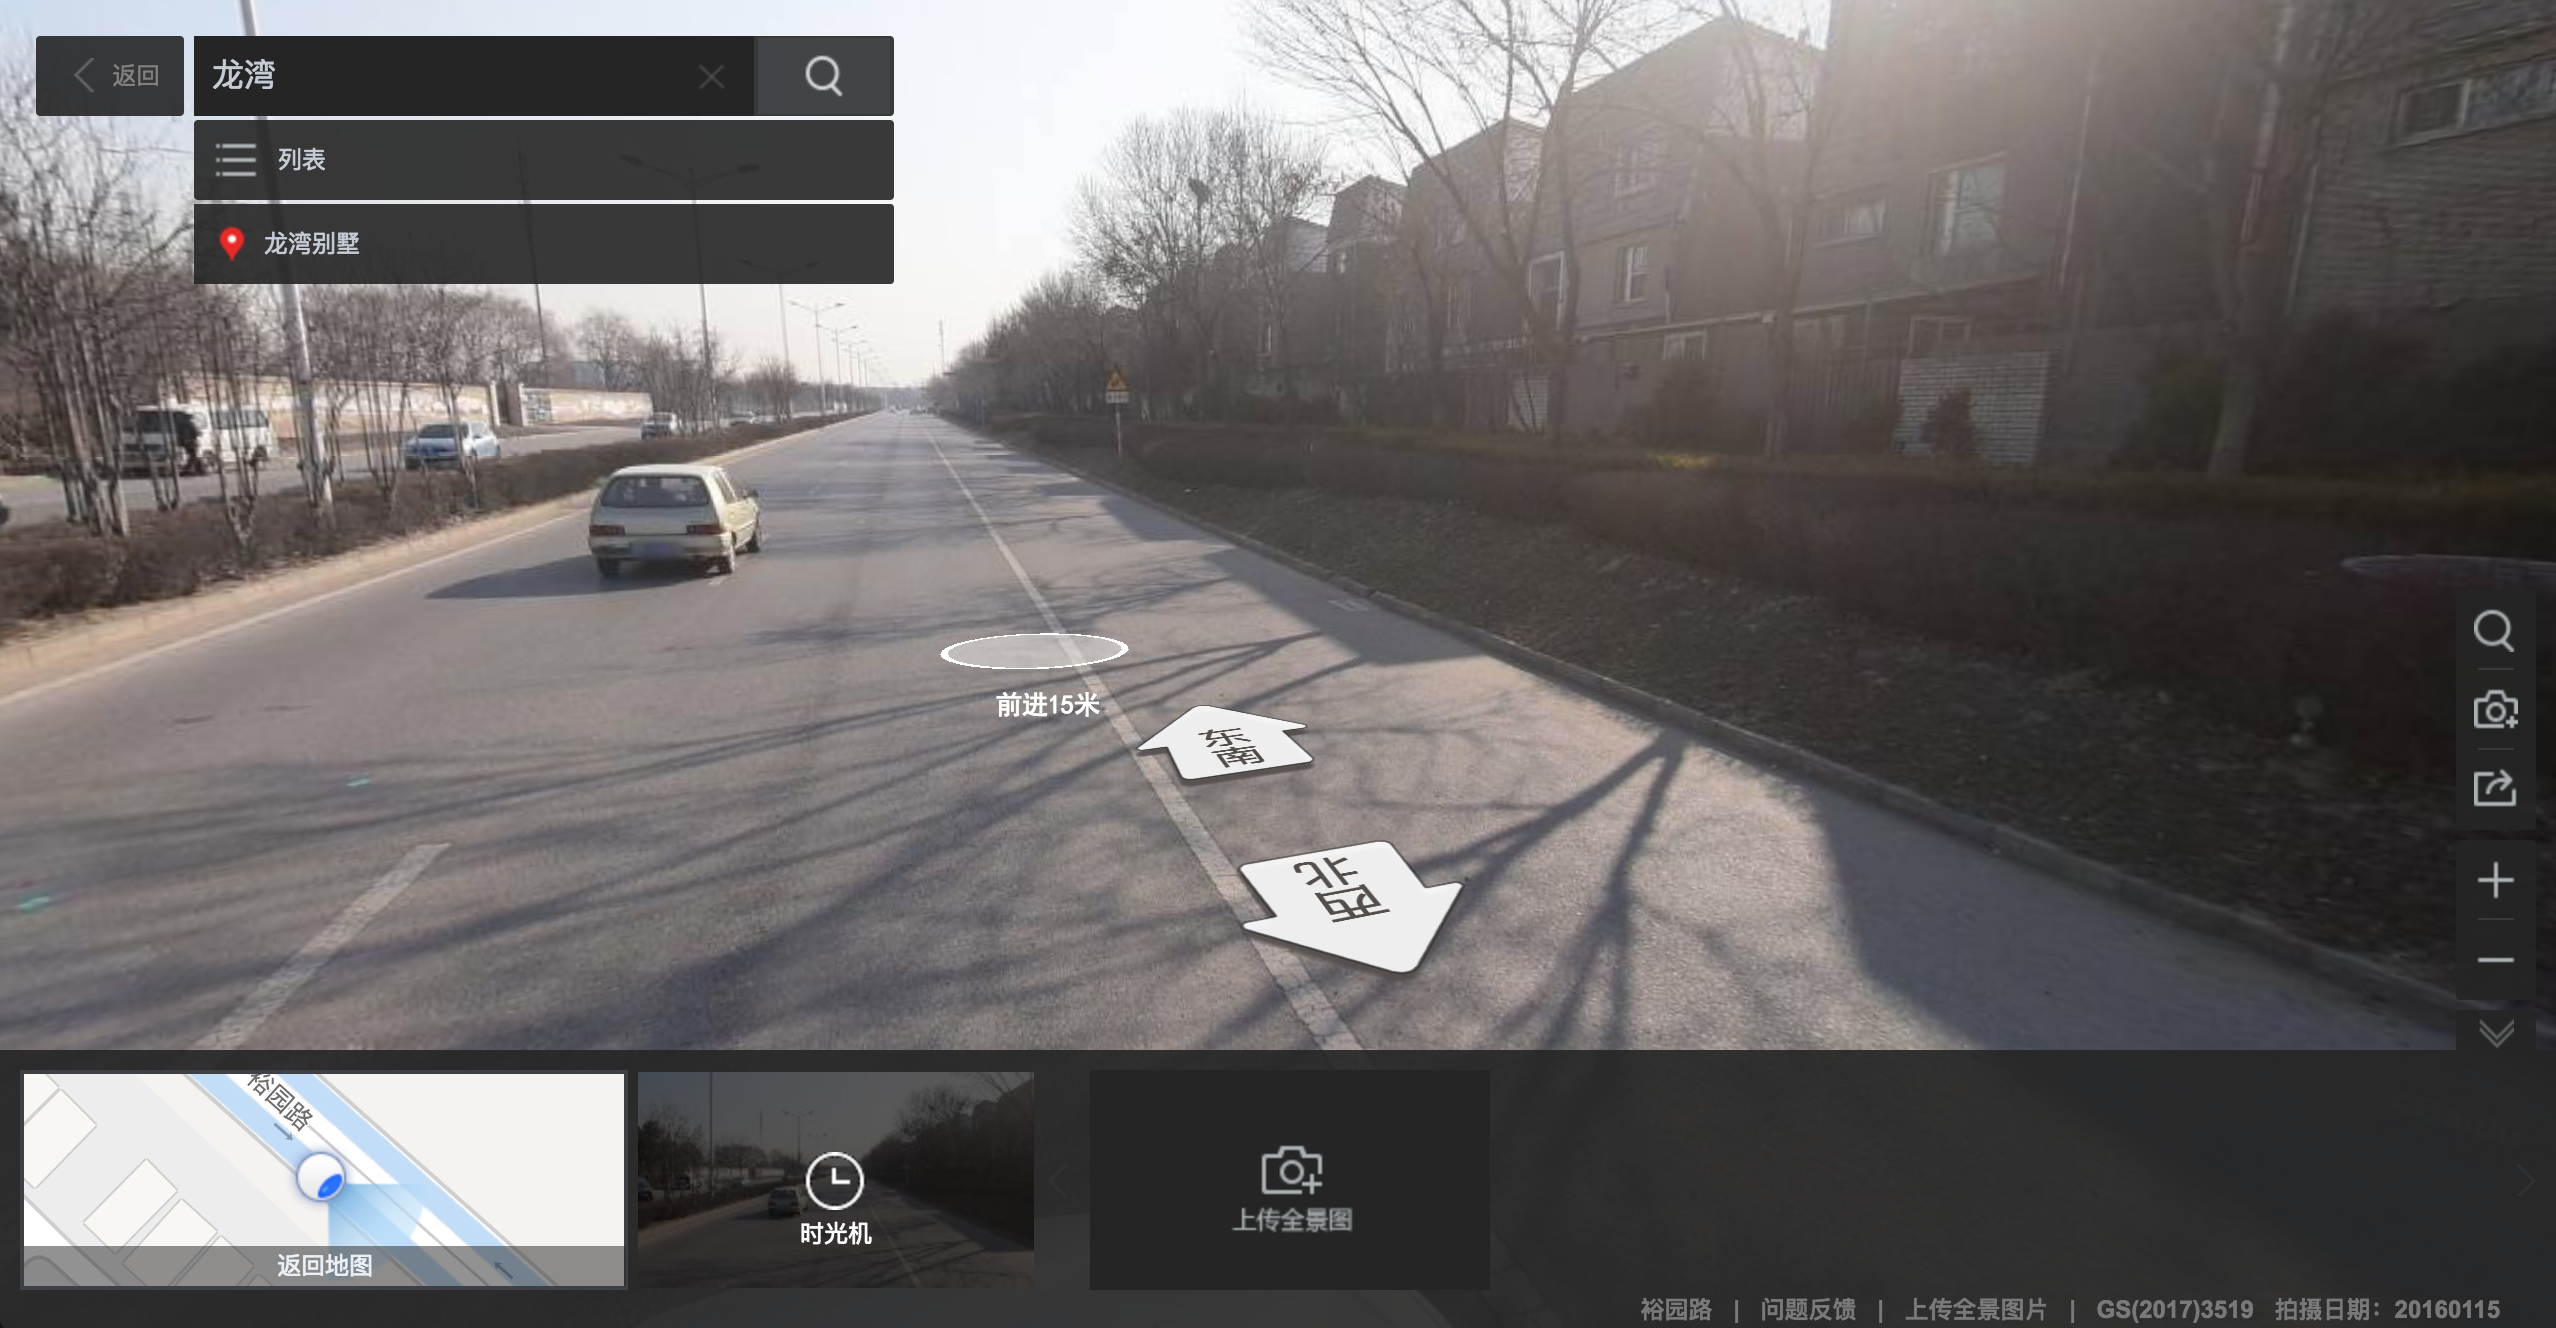 返回
龙湾
列表
龙湾别墅
前进15米
东南
西北
裕园路
返回地图
时光机
上传全景图
裕园路 | 问题反馈 | 上传全景图片 | GS(2017)3519 拍摄日期：20160115